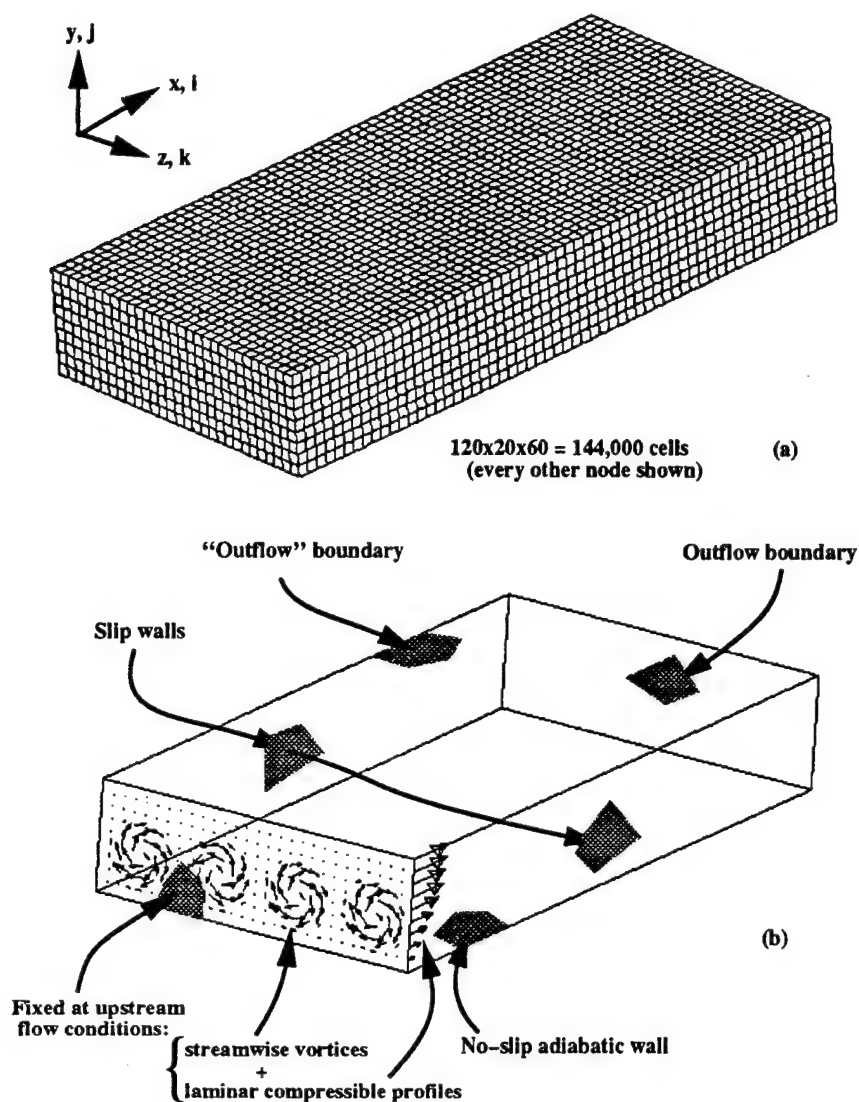 y, j
x, i
z, k
120x20x60 = 144,000 cells
(every other node shown)
(a)
“Outflow” boundary
Outflow boundary
Slip walls
(b)
Fixed at upstream
flow conditions:
streamwise vortices
+
laminar compressible profiles
No-slip adiabatic wall